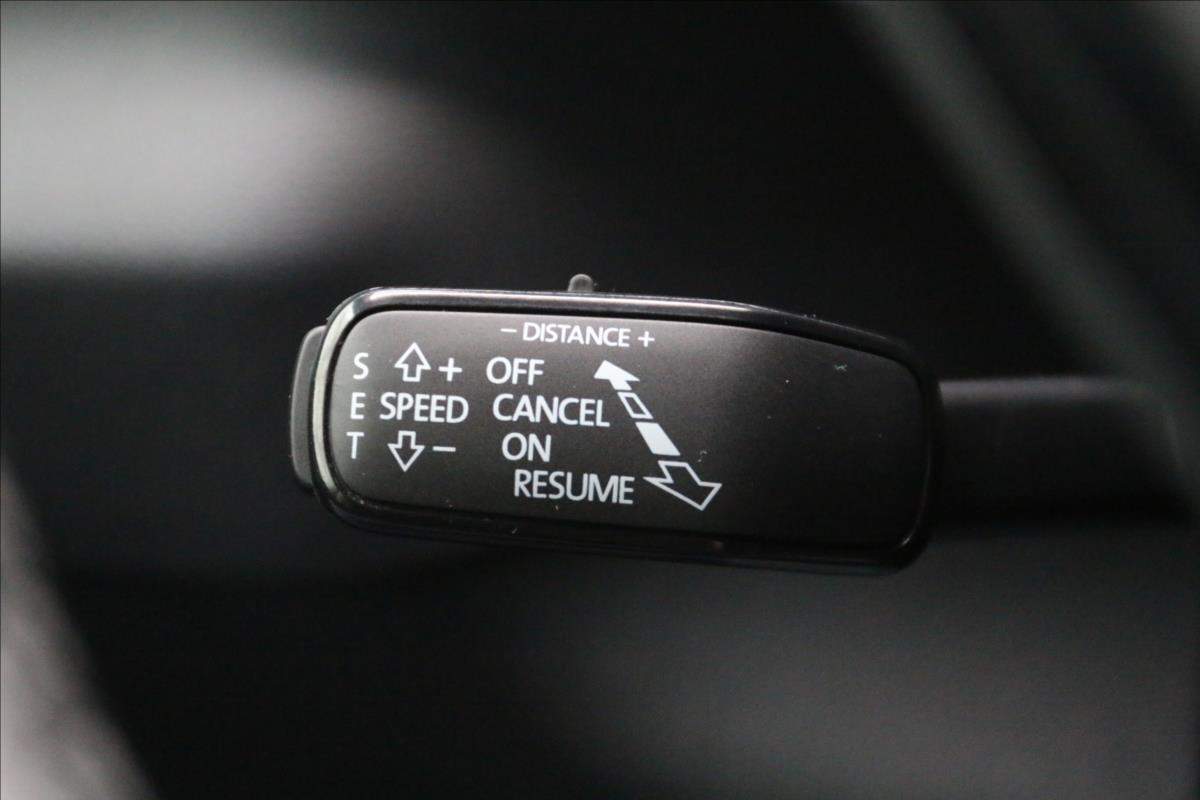 − DISTANCE +
S + OFF
E SPEED CANCEL
T − ON
RESUME